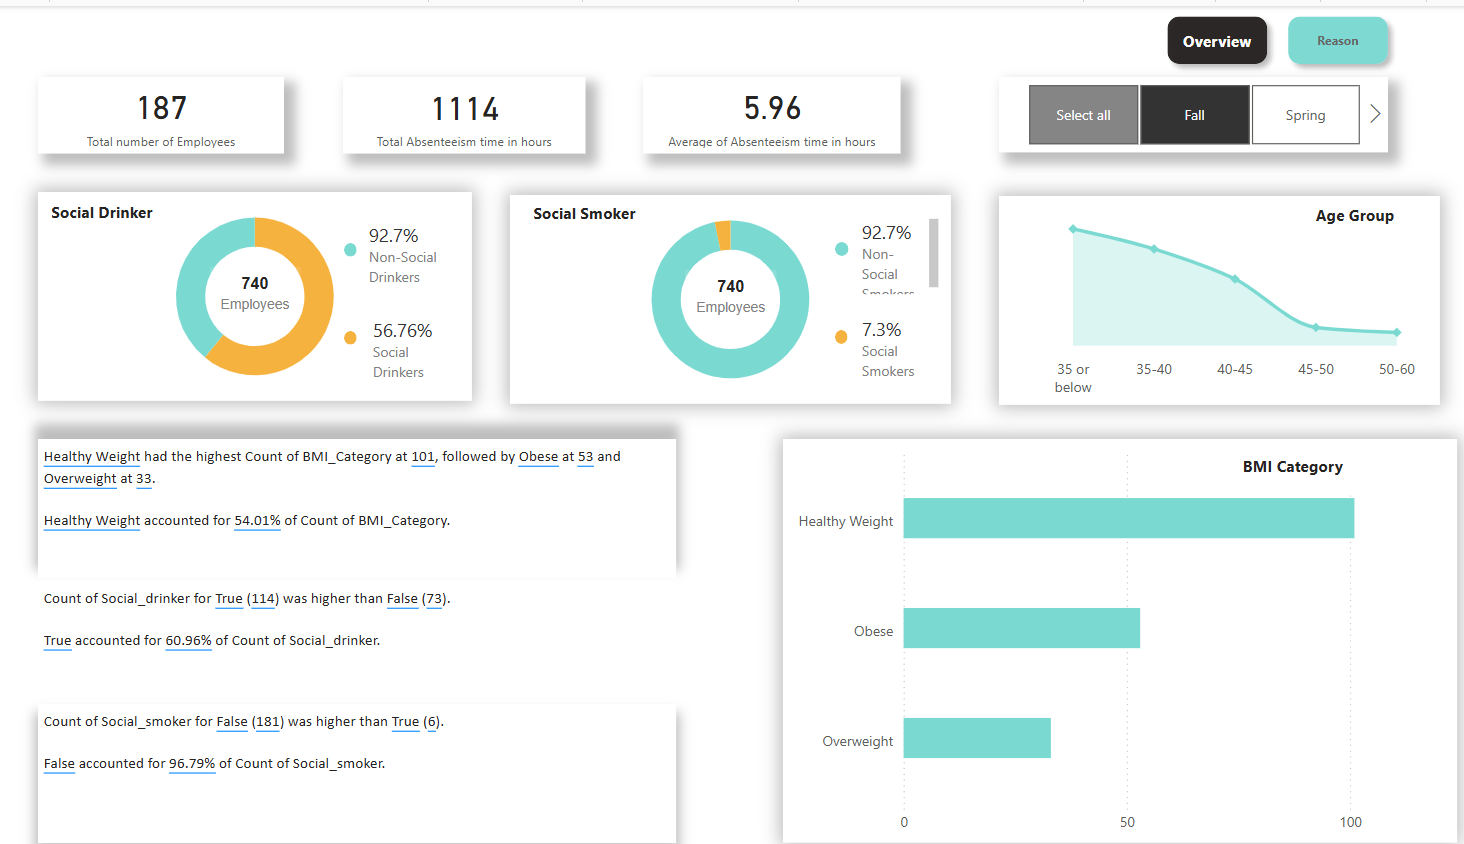 Overview
Reason
187
Total number of Employees
1114
Total Absenteeism time in hours
5.96
Average of Absenteeism time in hours
Select all
Fall
Spring
Social Drinker
740
Employees
92.7%
Non-Social
Drinkers
56.76%
Social
Drinkers
Social Smoker
740
Employees
92.7%
Non-
Social
Smokers
7.3%
Social
Smokers
Age Group
35 or
below
35-40
40-45
45-50
50-60
Healthy Weight had the highest Count of BMI_Category at 101, followed by Obese at 53 and
Overweight at 33.
Healthy Weight accounted for 54.01% of Count of BMI_Category.
Count of Social_drinker for True (114) was higher than False (73).
True accounted for 60.96% of Count of Social_drinker.
Count of Social_smoker for False (181) was higher than True (6).
False accounted for 96.79% of Count of Social_smoker.
BMI Category
Healthy Weight
Obese
Overweight
0
50
100